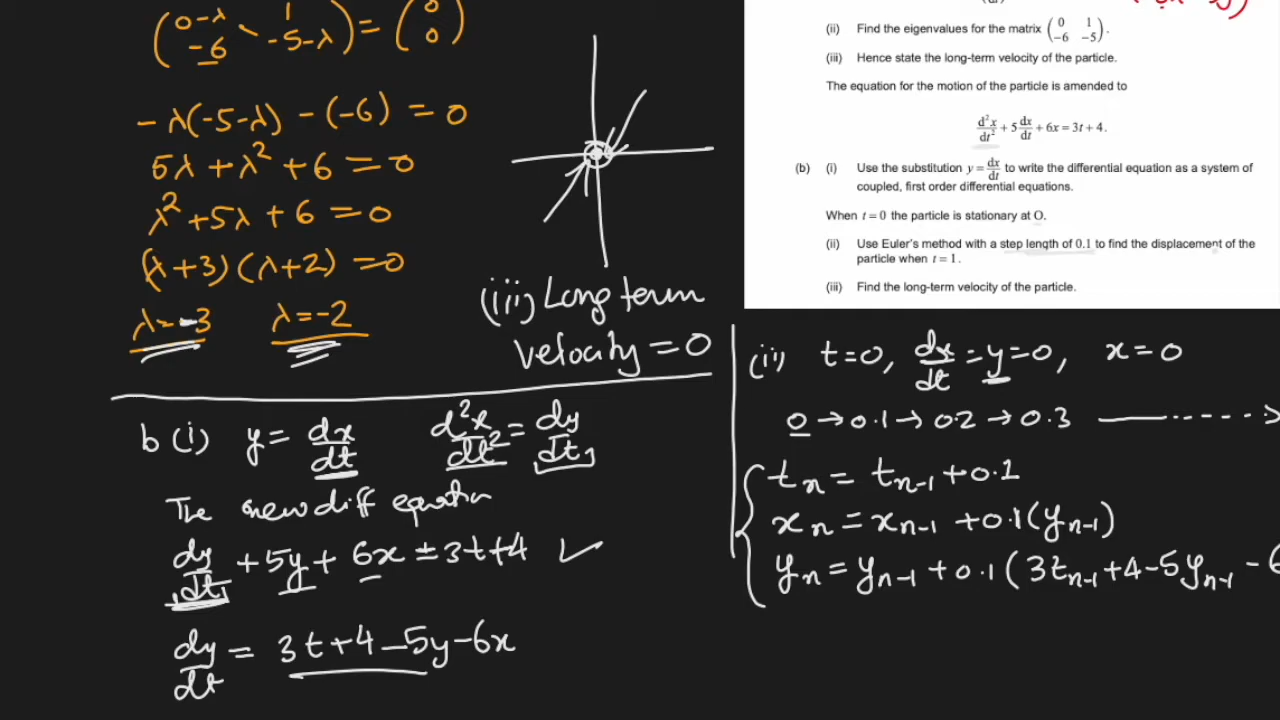 (0-λ 1
-6 -5-λ) = (0
0)
-λ(-5-λ) - (-6) = 0
5λ + λ² + 6 = 0
λ² + 5λ + 6 = 0
(λ+3)(λ+2) = 0
λ = -3 λ = -2
(iii) Long term
velocity = 0
b (i) y = dx/dt d²x/dt² = dy/dt
The new diff equation
dy/dt + 5y + 6x = 3t+4
dy/dt = 3t+4-5y-6x
(ii) Find the eigenvalues for the matrix (0 1
-6 -5).
(iii) Hence state the long-term velocity of the particle.
The equation for the motion of the particle is amended to
d²x/dt² + 5 dx/dt + 6x = 3t + 4.
(b) (i) Use the substitution y = dx/dt to write the differential equation as a system of
coupled, first order differential equations.
When t = 0 the particle is stationary at O.
(ii) Use Euler's method with a step length of 0.1 to find the displacement of the
particle when t = 1.
(iii) Find the long-term velocity of the particle.
(ii) t=0, dx/dt = y = 0, x = 0
0 → 0.1 → 0.2 → 0.3
tₙ = tₙ₋₁ + 0.1
xₙ = xₙ₋₁ + 0.1(yₙ₋₁)
yₙ = yₙ₋₁ + 0.1(3tₙ₋₁ + 4 - 5yₙ₋₁ - 6